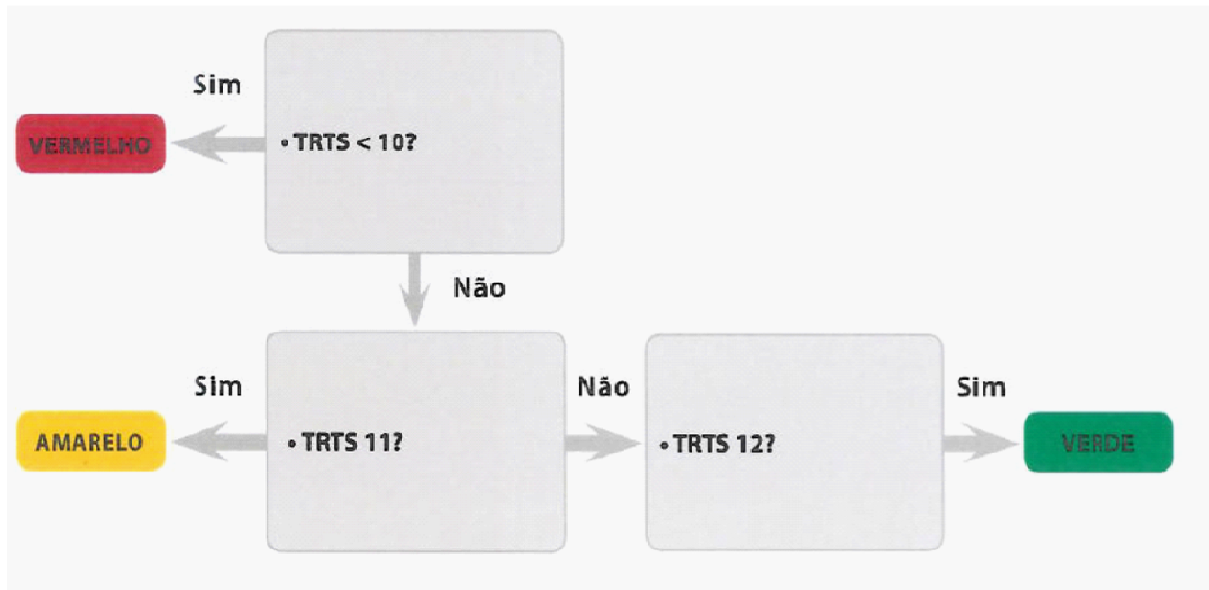 Sim
VERMELHO
• TRTS < 10?
Não
Sim
Não
Sim
AMARELO
• TRTS 11?
• TRTS 12?
VERDE